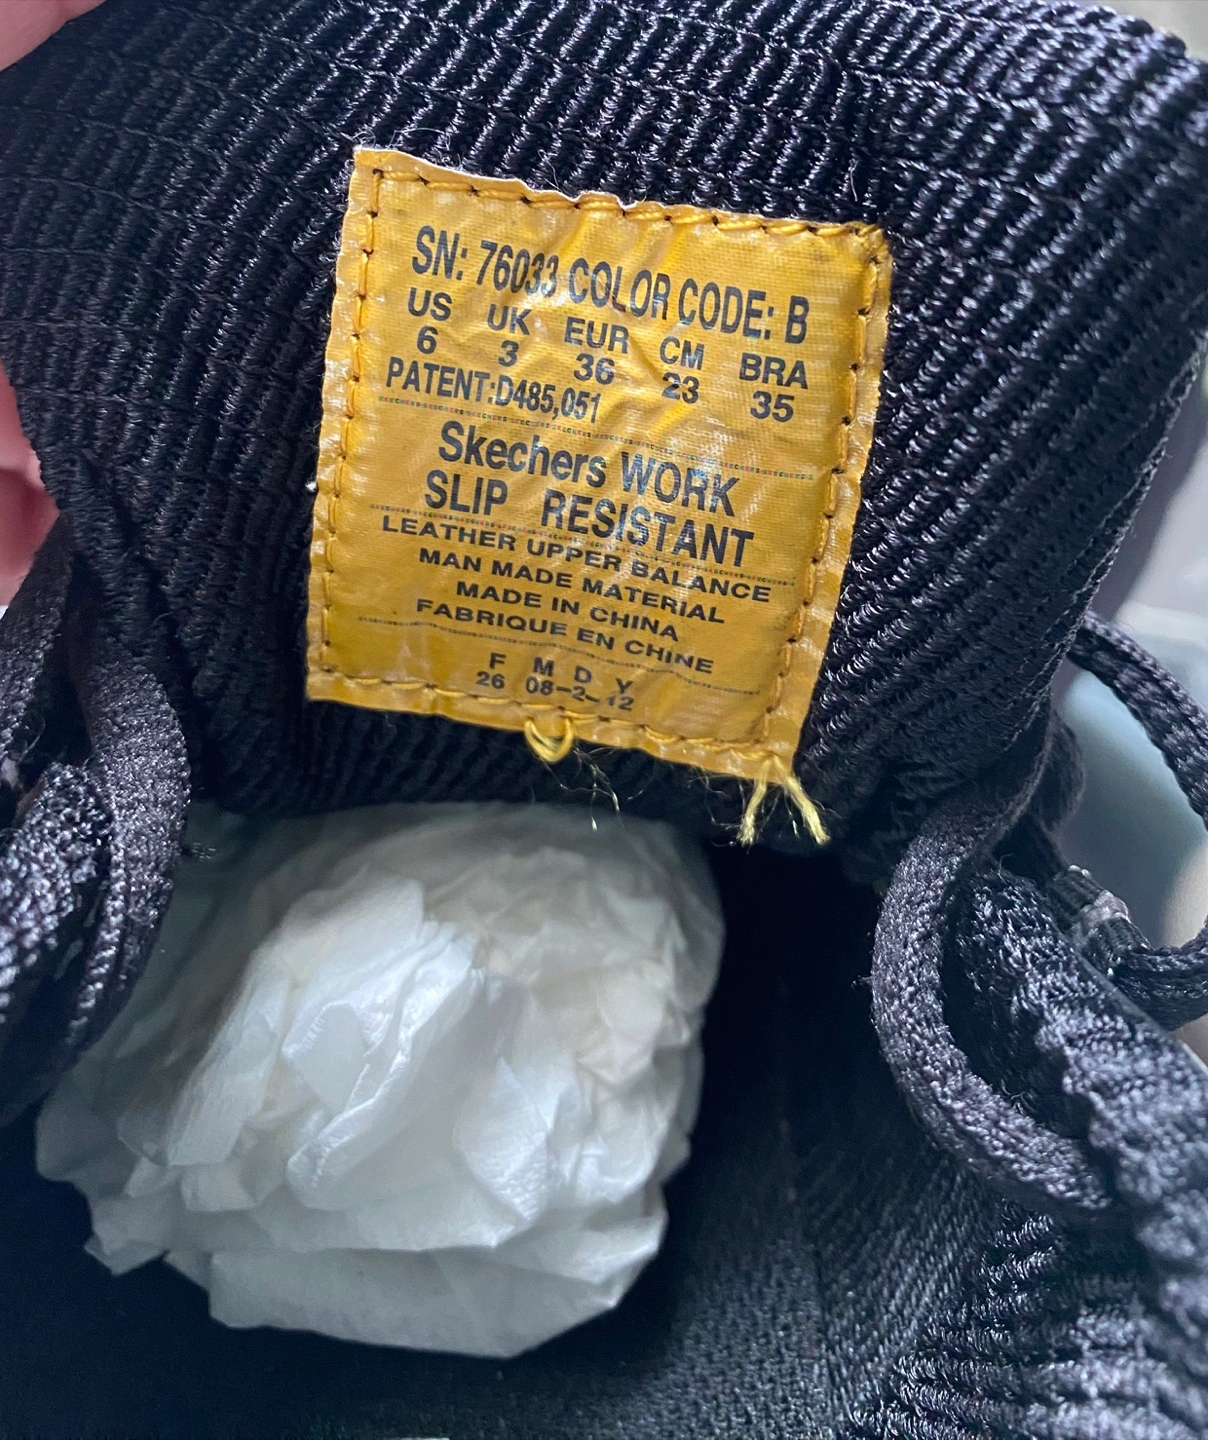 SN: 76033 COLOR CODE: B
US UK EUR CM BRA
6 3 36 23 35
PATENT:D485,051
Skechers WORK
SLIP RESISTANT
LEATHER UPPER BALANCE
MAN MADE MATERIAL
MADE IN CHINA
FABRIQUE EN CHINE
F M D Y
26 08-2-12